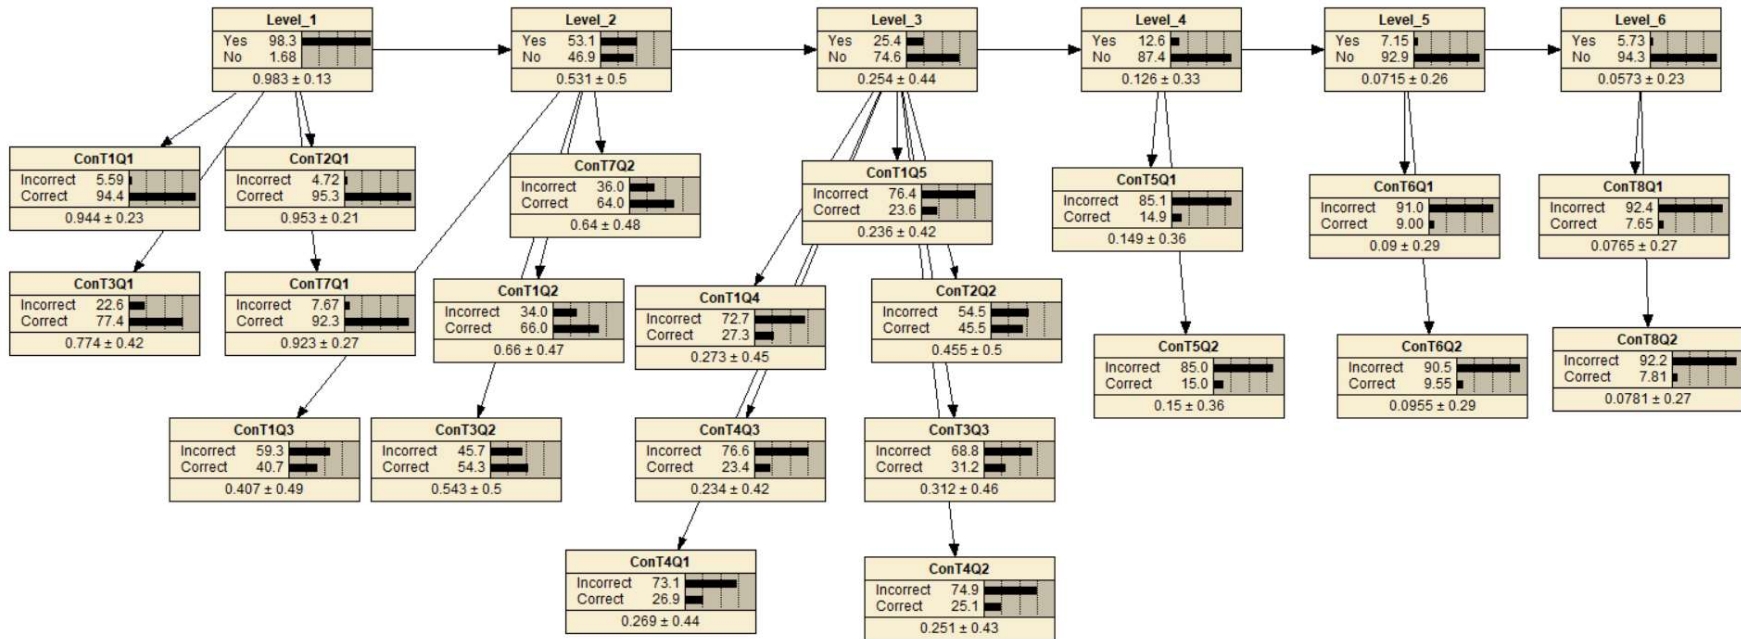 Level_1
Yes 98.3
No 1.68
0.983 ± 0.13
Level_2
Yes 53.1
No 46.9
0.531 ± 0.5
Level_3
Yes 25.4
No 74.6
0.254 ± 0.44
Level_4
Yes 12.6
No 87.4
0.126 ± 0.33
Level_5
Yes 7.15
No 92.9
0.0715 ± 0.26
Level_6
Yes 5.73
No 94.3
0.0573 ± 0.23
ConT1Q1
Incorrect 5.59
Correct 94.4
0.944 ± 0.23
ConT2Q1
Incorrect 4.72
Correct 95.3
0.953 ± 0.21
ConT7Q2
Incorrect 36.0
Correct 64.0
0.64 ± 0.48
ConT1Q5
Incorrect 76.4
Correct 23.6
0.236 ± 0.42
ConT5Q1
Incorrect 85.1
Correct 14.9
0.149 ± 0.36
ConT6Q1
Incorrect 91.0
Correct 9.00
0.09 ± 0.29
ConT8Q1
Incorrect 92.4
Correct 7.65
0.0765 ± 0.27
ConT3Q1
Incorrect 22.6
Correct 77.4
0.774 ± 0.42
ConT7Q1
Incorrect 7.67
Correct 92.3
0.923 ± 0.27
ConT1Q2
Incorrect 34.0
Correct 66.0
0.66 ± 0.47
ConT1Q4
Incorrect 72.7
Correct 27.3
0.273 ± 0.45
ConT2Q2
Incorrect 54.5
Correct 45.5
0.455 ± 0.5
ConT5Q2
Incorrect 85.0
Correct 15.0
0.15 ± 0.36
ConT6Q2
Incorrect 90.5
Correct 9.55
0.0955 ± 0.29
ConT8Q2
Incorrect 92.2
Correct 7.81
0.0781 ± 0.27
ConT1Q3
Incorrect 59.3
Correct 40.7
0.407 ± 0.49
ConT3Q2
Incorrect 45.7
Correct 54.3
0.543 ± 0.5
ConT4Q3
Incorrect 76.6
Correct 23.4
0.234 ± 0.42
ConT3Q3
Incorrect 68.8
Correct 31.2
0.312 ± 0.46
ConT4Q1
Incorrect 73.1
Correct 26.9
0.269 ± 0.44
ConT4Q2
Incorrect 74.9
Correct 25.1
0.251 ± 0.43